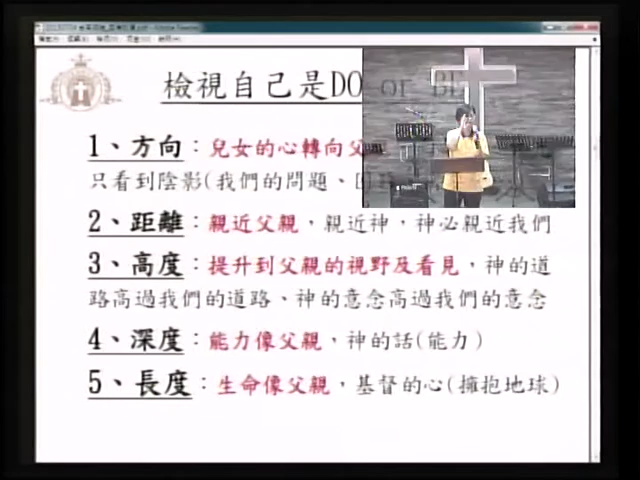 檢視自己是DO or BE
1、方向：兒女的心轉向父
只看到陰影(我們的問題、
2、距離：親近父親，親近神，神必親近我們
3、高度：提升到父親的視野及看見，神的道
路高過我們的道路、神的意念高過我們的意念
4、深度：能力像父親，神的話(能力)
5、長度：生命像父親，基督的心(擁抱地球)